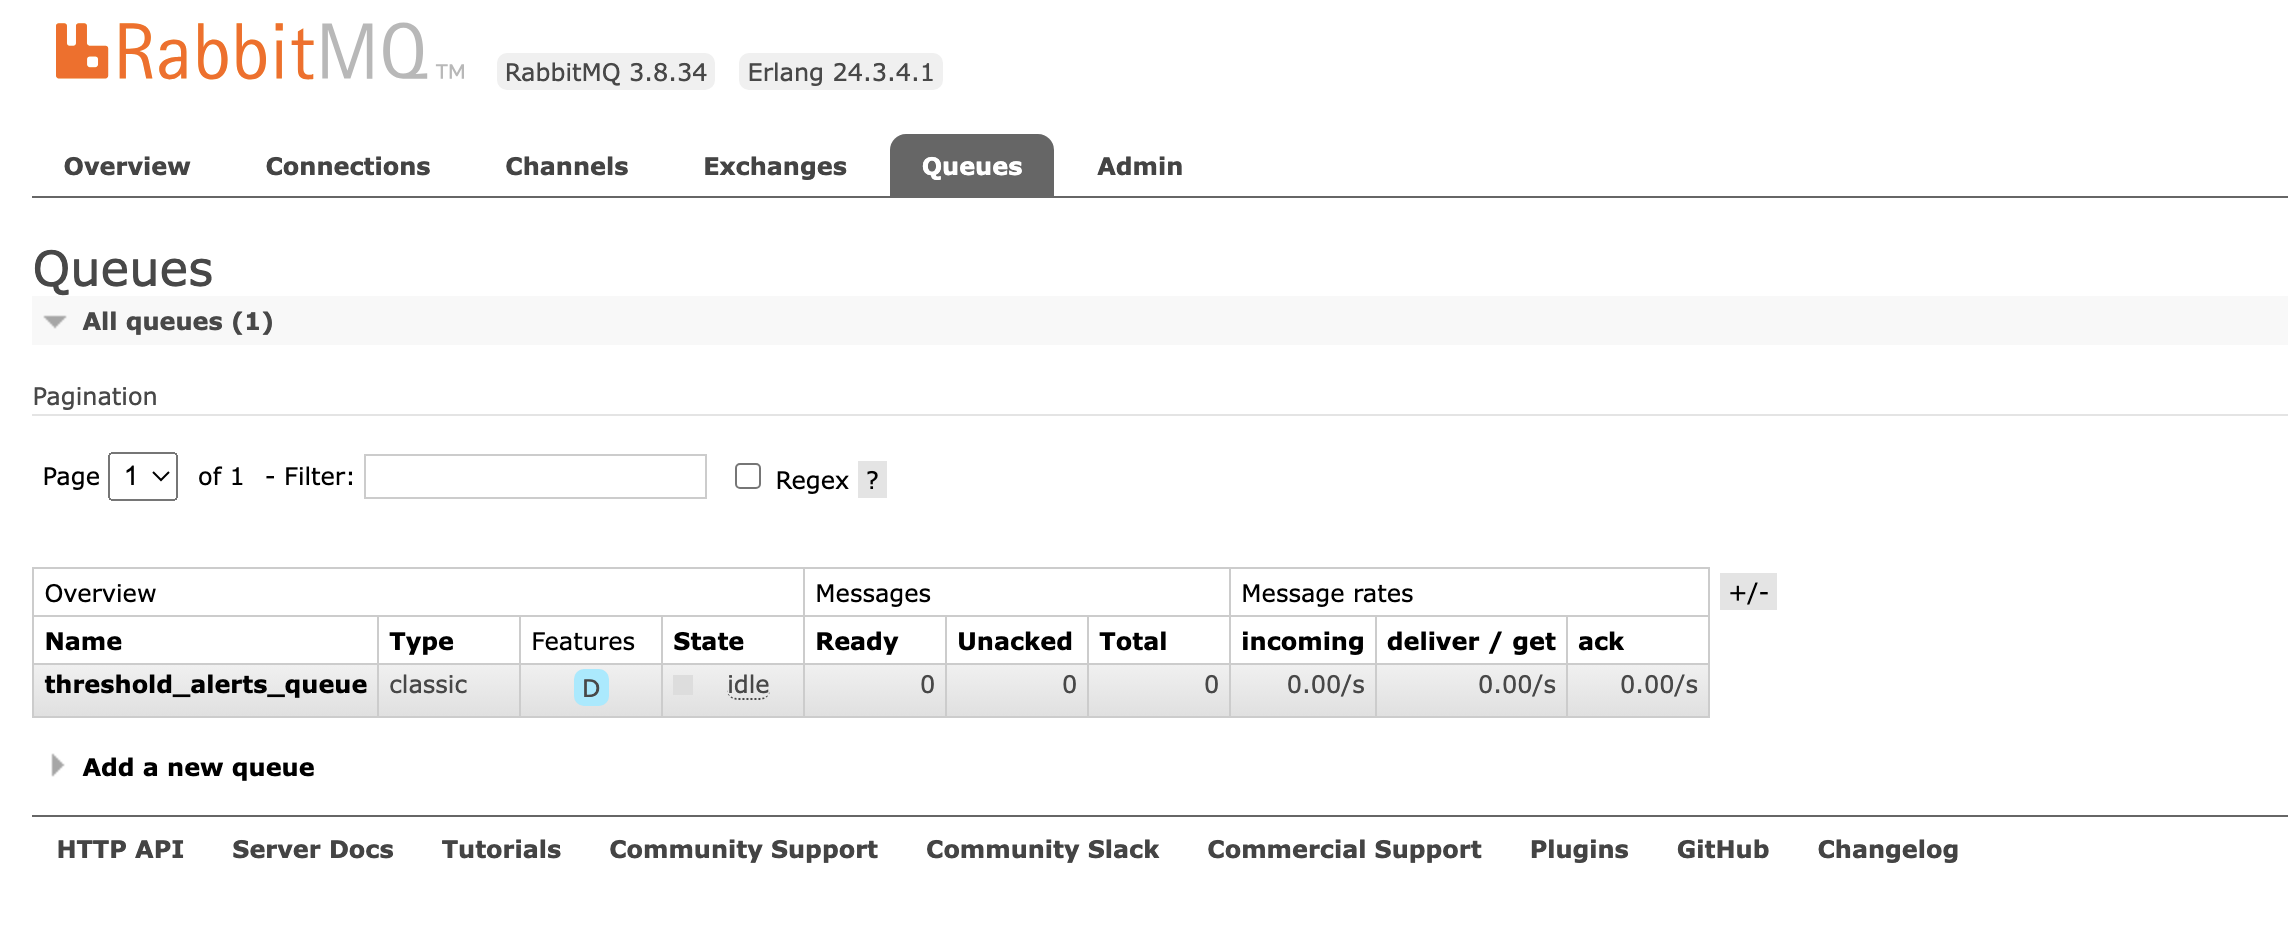 RabbitMQ TM RabbitMQ 3.8.34 Erlang 24.3.4.1
Overview Connections Channels Exchanges Queues Admin
Queues
All queues (1)
Pagination
Page 1 of 1 - Filter: Regex ?
Overview Messages Message rates +/-
Name Type Features State Ready Unacked Total incoming deliver / get ack
threshold_alerts_queue classic D idle 0 0 0 0.00/s 0.00/s 0.00/s
Add a new queue
HTTP API Server Docs Tutorials Community Support Community Slack Commercial Support Plugins GitHub Changelog